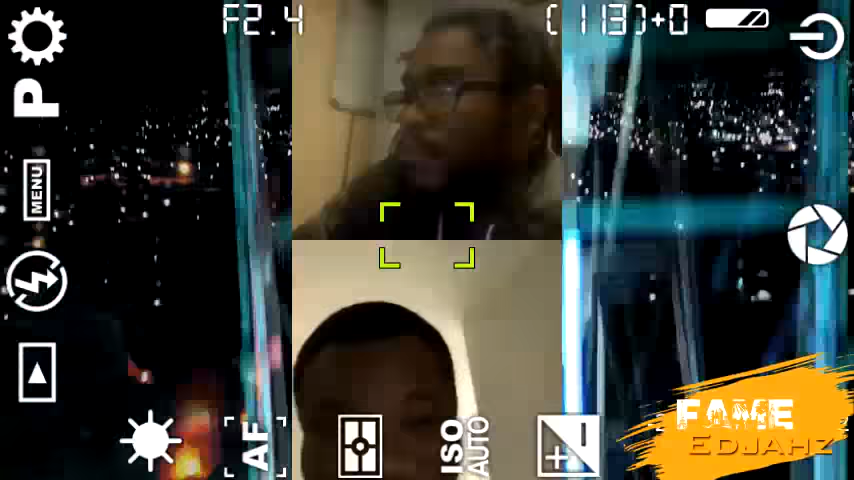 F2.4
(113)+0
P
MENU
AF
ISO
AUTO
FAME
EDJAHZ